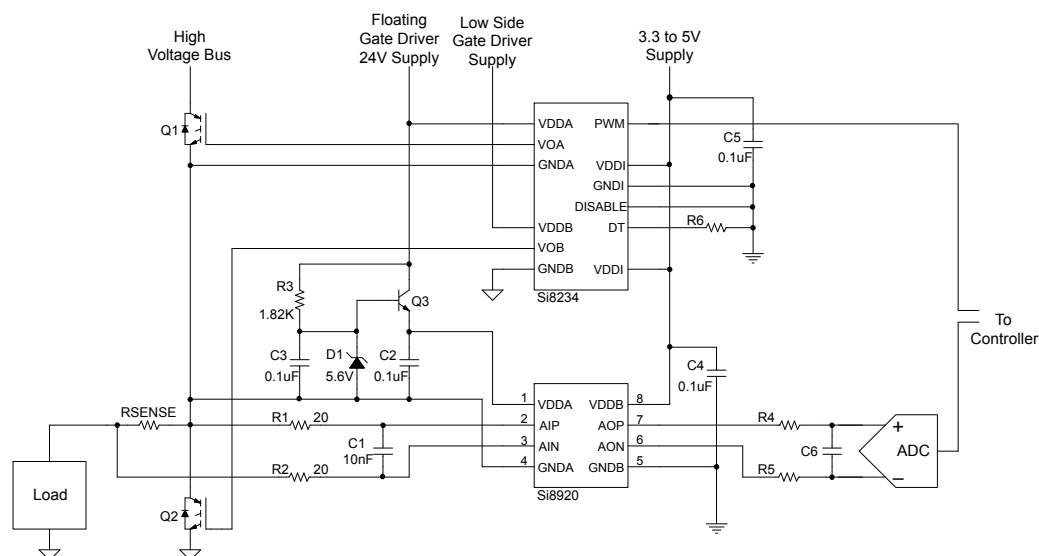 High
Voltage Bus
Floating
Gate Driver
24V Supply
Low Side
Gate Driver
Supply
3.3 to 5V
Supply
Q1
VDDA
VOA
GNDA
VDDB
VOB
GNDB
PWM
VDDI
GNDI
DISABLE
DT
VDDI
Si8234
C5
0.1uF
R6
R3
1.82K
Q3
C3
0.1uF
D1
5.6V
C2
0.1uF
C4
0.1uF
To
Controller
RSENSE
R1 20
C1
10nF
R2 20
1 VDDA
2 AIP
3 AIN
4 GNDA
VDDB 8
AOP 7
AON 6
GNDB 5
Si8920
R4
C6
R5
+
ADC
–
Load
Q2